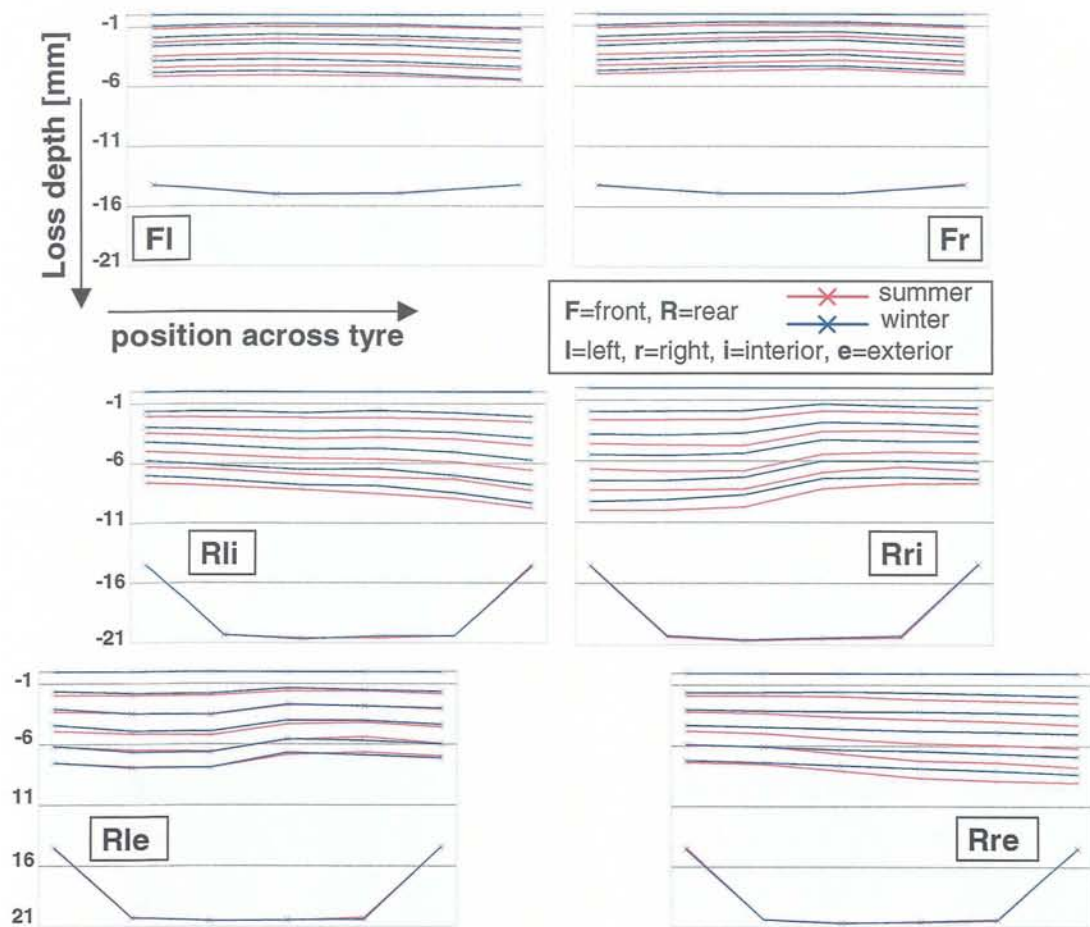 -1
-6
-11
-16
-21
Loss depth [mm]
Fl
Fr
position across tyre
F=front, R=rear
summer
winter
l=left, r=right, i=interior, e=exterior
-1
-6
-11
-16
-21
Rli
Rri
-1
-6
11
16
21
Rle
Rre